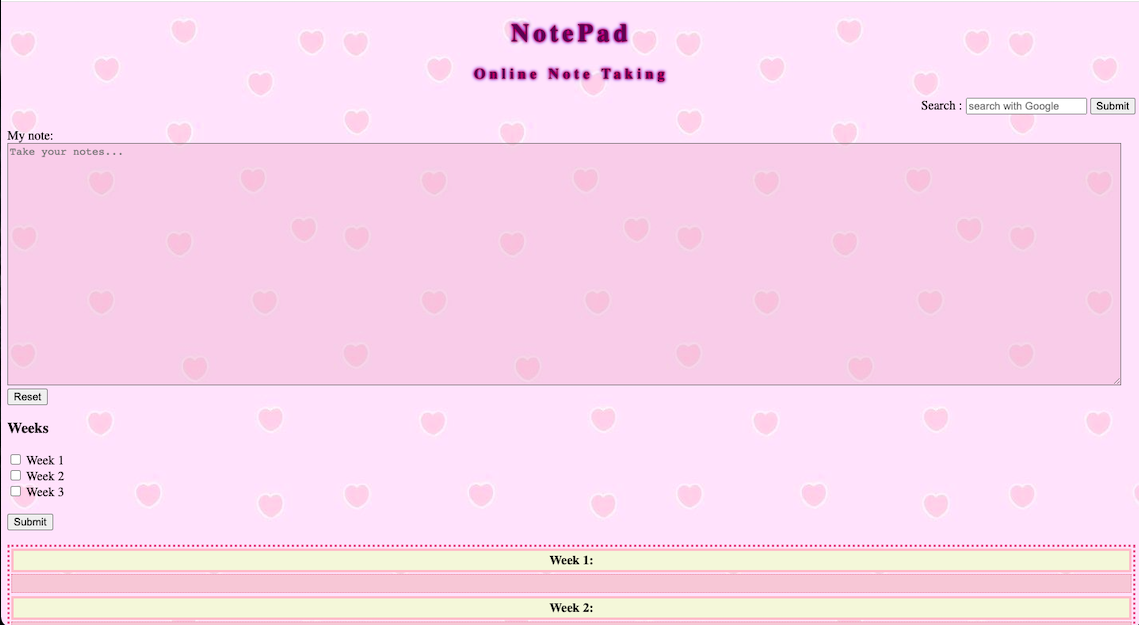 NotePad
Online Note Taking
Search : search with Google Submit
My note:
Take your notes...
Reset
Weeks
Week 1
Week 2
Week 3
Submit
Week 1:
Week 2: